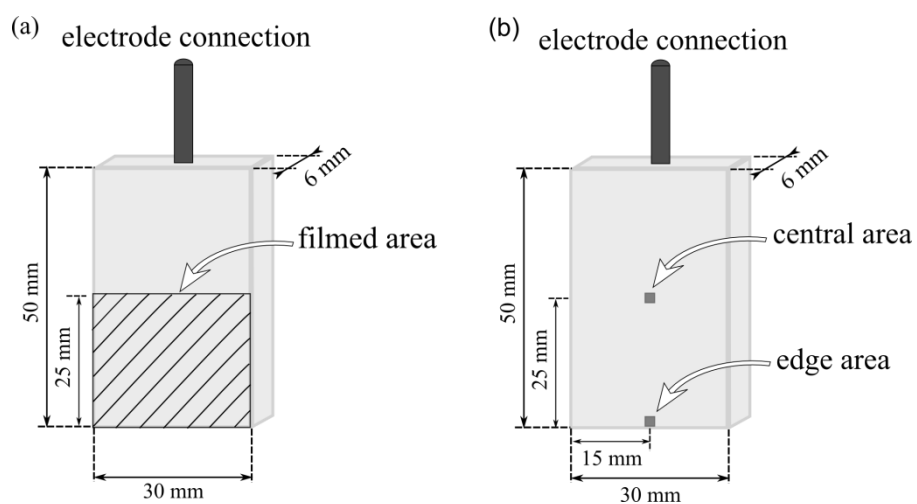 (a)
electrode connection
6 mm
filmed area
50 mm
25 mm
30 mm
(b)
electrode connection
6 mm
central area
50 mm
25 mm
edge area
15 mm
30 mm